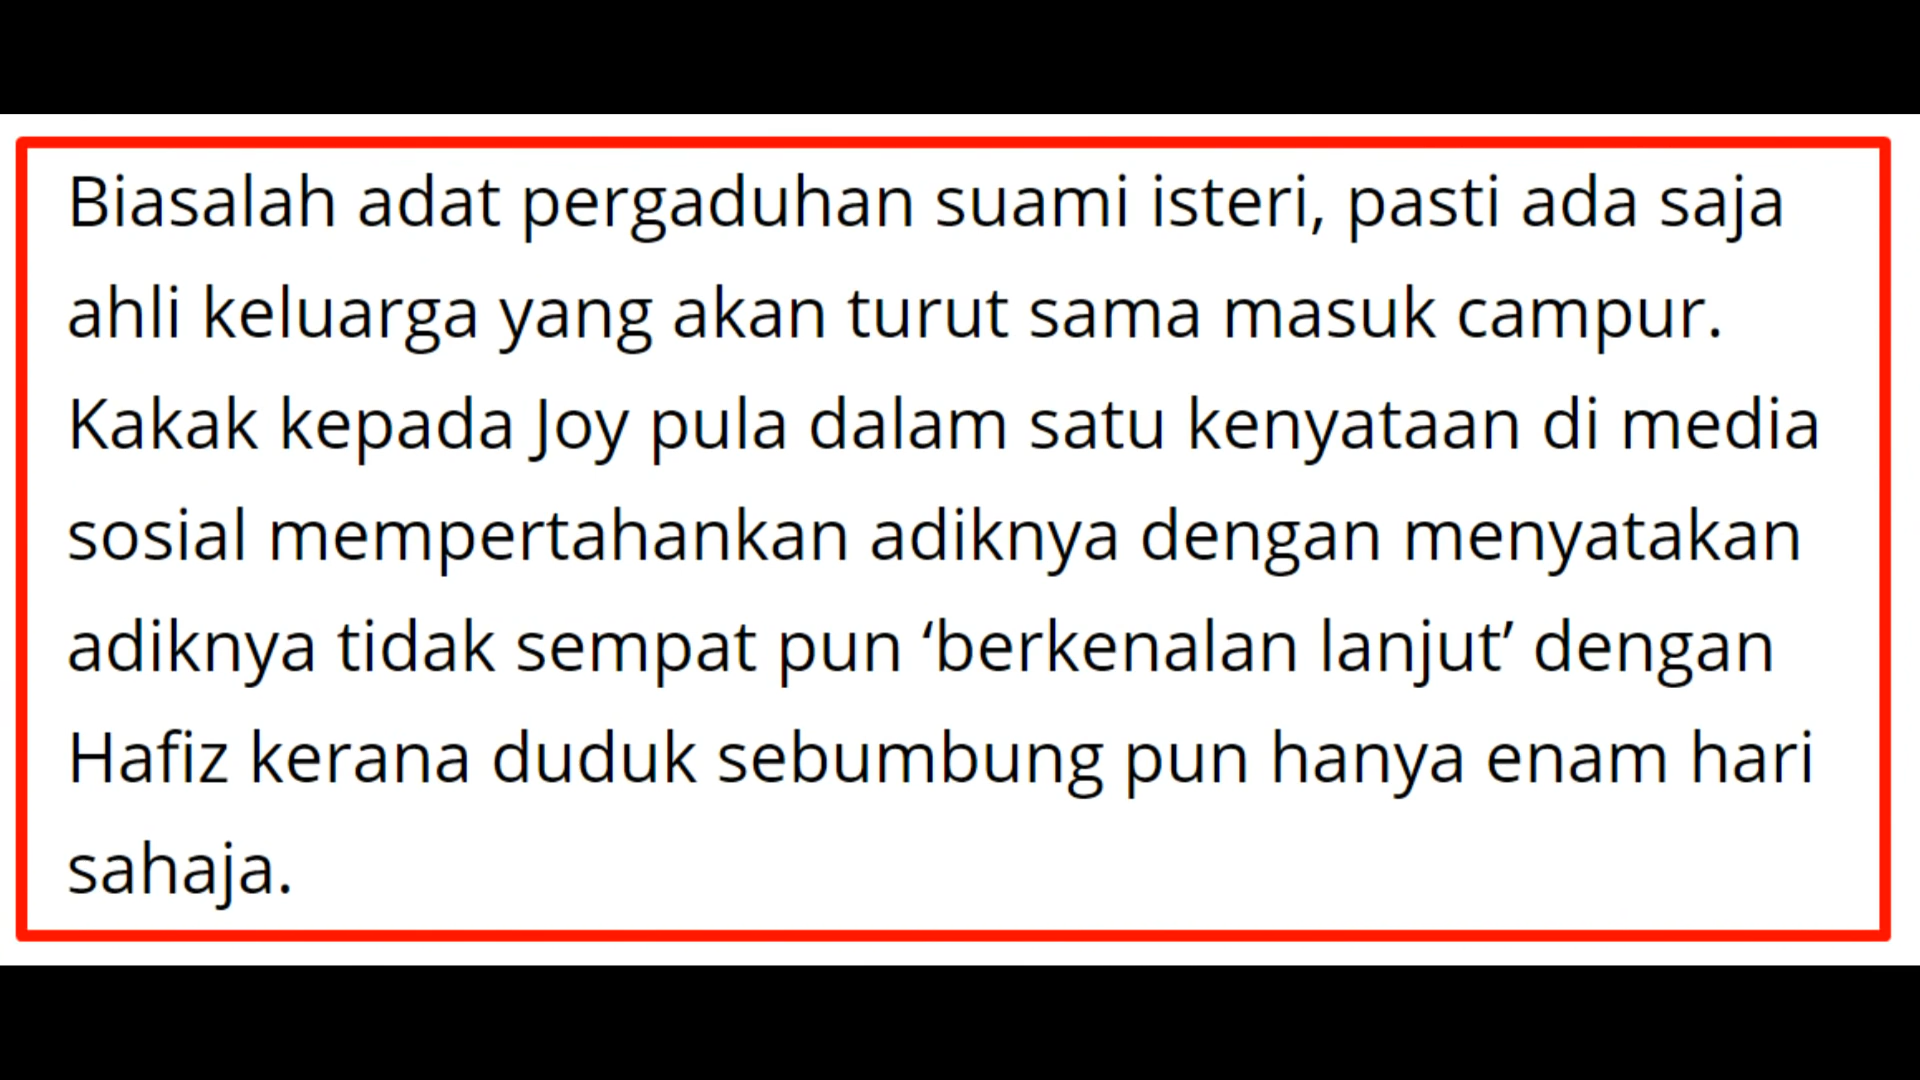 Biasalah adat pergaduhan suami isteri, pasti ada saja
ahli keluarga yang akan turut sama masuk campur.
Kakak kepada Joy pula dalam satu kenyataan di media
sosial mempertahankan adiknya dengan menyatakan
adiknya tidak sempat pun ‘berkenalan lanjut’ dengan
Hafiz kerana duduk sebumbung pun hanya enam hari
sahaja.